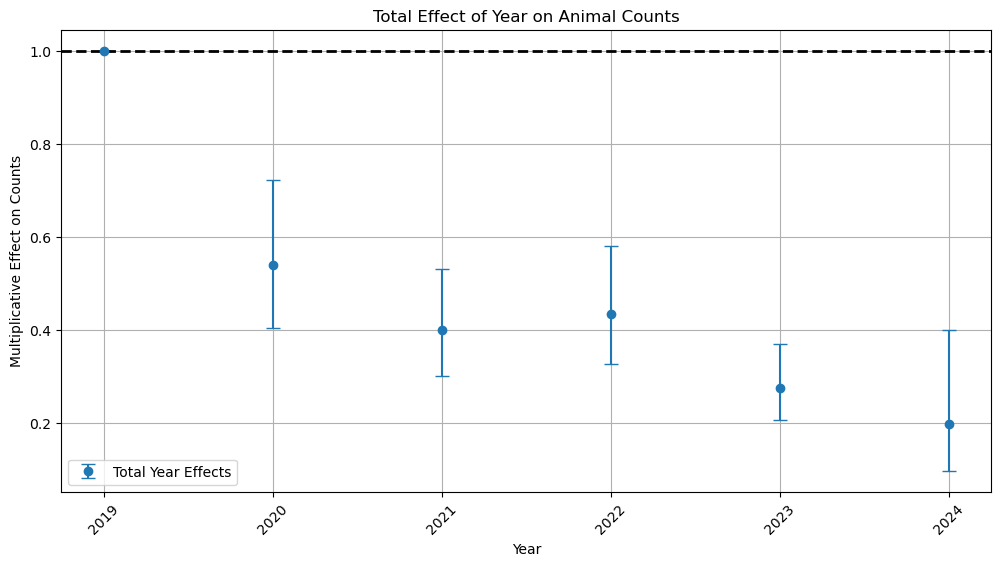 Total Effect of Year on Animal Counts
Multiplicative Effect on Counts
1.0
0.8
0.6
0.4
0.2
Total Year Effects
2019
2020
2021
2022
2023
2024
Year